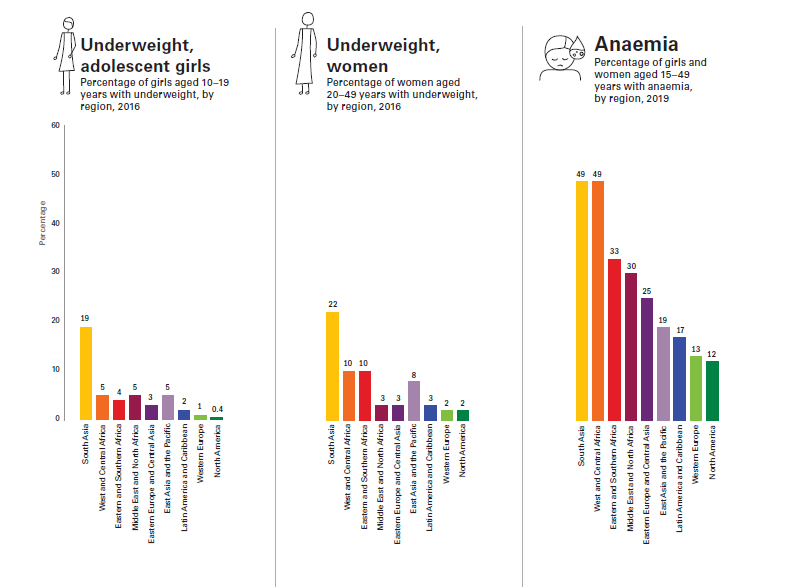 Underweight,
adolescent girls
Percentage of girls aged 10–19
years with underweight, by
region, 2016
Percentage
60
50
40
30
20
10
0
19
5
4
5
3
5
2
1
0.4
South Asia
West and Central Africa
Eastern and Southern Africa
Middle East and North Africa
Eastern Europe and Central Asia
East Asia and the Pacific
Latin America and Caribbean
Western Europe
North America
Underweight,
women
Percentage of women aged
20–49 years with underweight,
by region, 2016
22
10
10
3
3
8
3
2
2
South Asia
West and Central Africa
Eastern and Southern Africa
Middle East and North Africa
Eastern Europe and Central Asia
East Asia and the Pacific
Latin America and Caribbean
Western Europe
North America
Anaemia
Percentage of girls and
women aged 15–49
years with anaemia,
by region, 2019
49
49
33
30
25
19
17
13
12
South Asia
West and Central Africa
Eastern and Southern Africa
Middle East and North Africa
Eastern Europe and Central Asia
East Asia and the Pacific
Latin America and Caribbean
Western Europe
North America